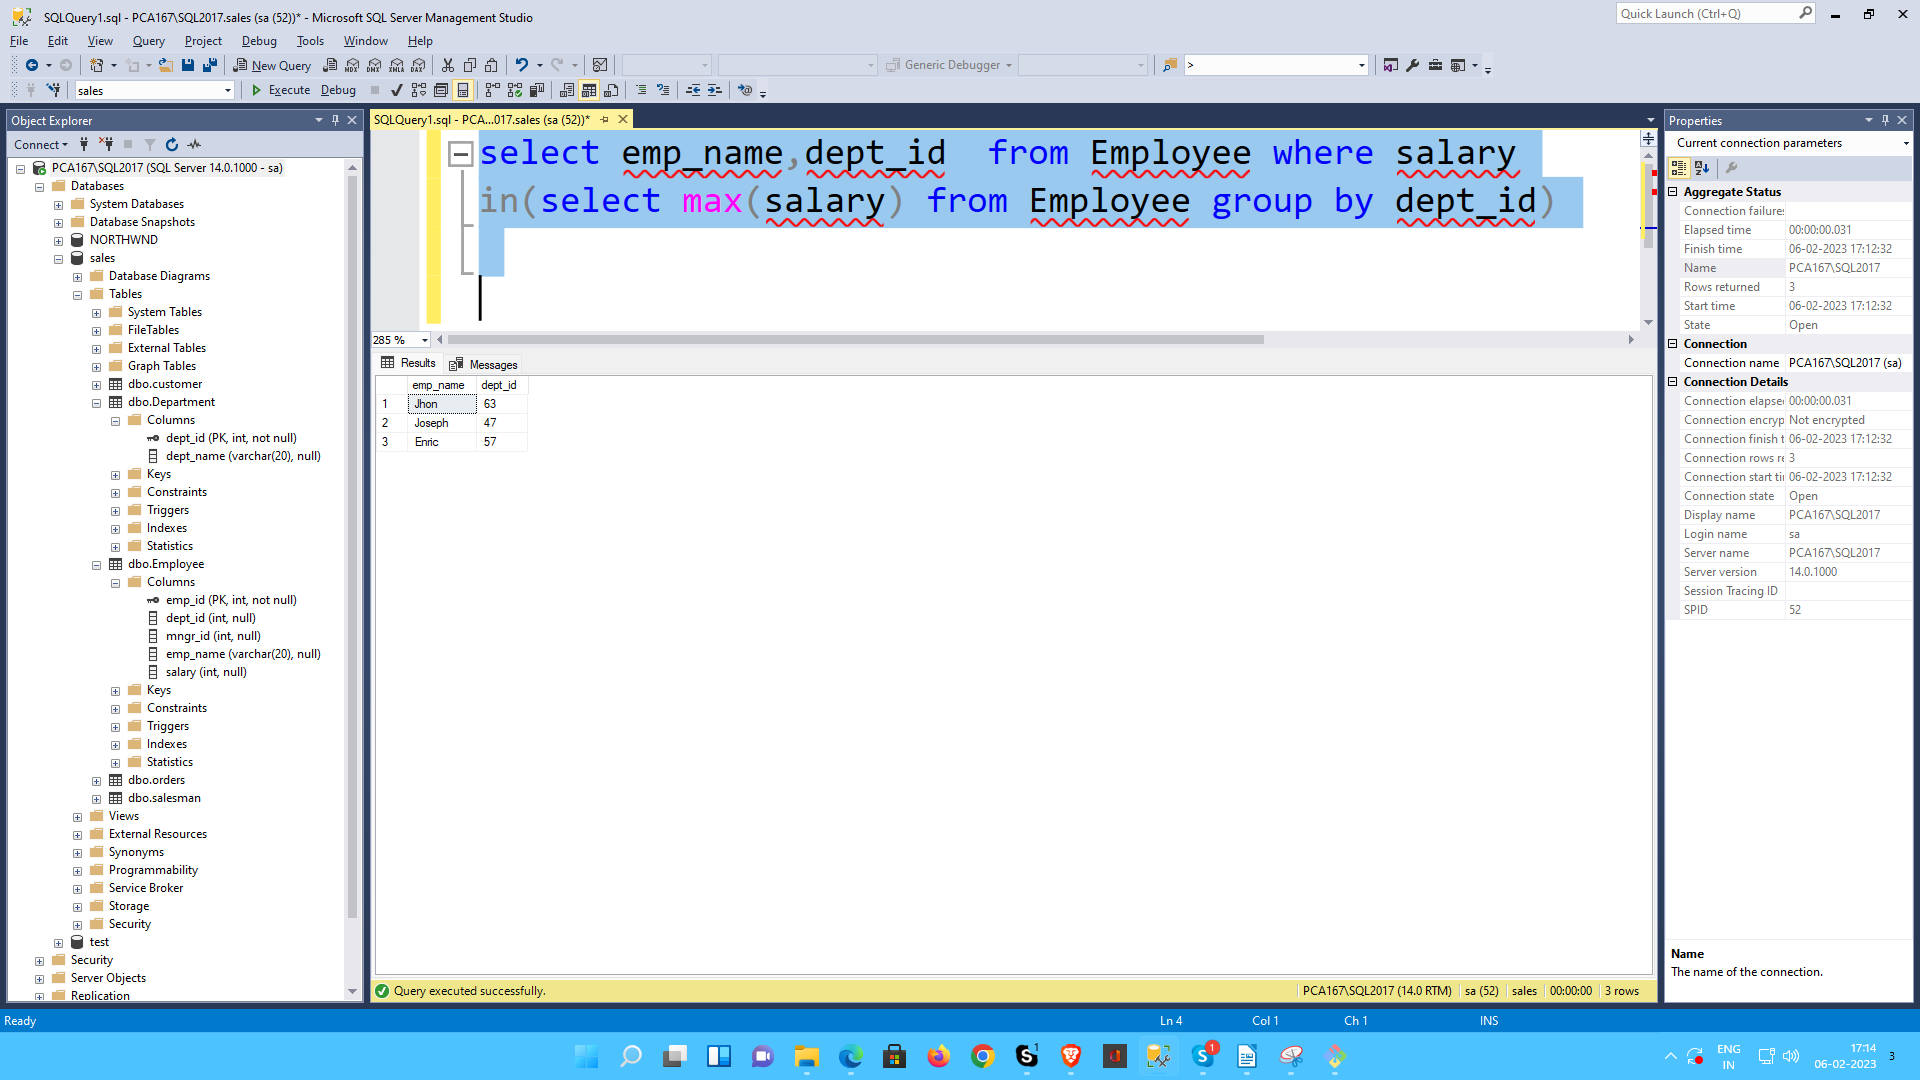 SQLQuery1.sql - PCA167\SQL2017.sales (sa (52))* - Microsoft SQL Server Management Studio
Quick Launch (Ctrl+Q)
File Edit View Query Project Debug Tools Window Help
New Query
MDX DMX XMLA DAX
Generic Debugger
>
sales
Execute Debug
Object Explorer
Connect
PCA167\SQL2017 (SQL Server 14.0.1000 - sa)
Databases
System Databases
Database Snapshots
NORTHWND
sales
Database Diagrams
Tables
System Tables
FileTables
External Tables
Graph Tables
dbo.customer
dbo.Department
Columns
dept_id (PK, int, not null)
dept_name (varchar(20), null)
Keys
Constraints
Triggers
Indexes
Statistics
dbo.Employee
Columns
emp_id (PK, int, not null)
dept_id (int, null)
mngr_id (int, null)
emp_name (varchar(20), null)
salary (int, null)
Keys
Constraints
Triggers
Indexes
Statistics
dbo.orders
dbo.salesman
Views
External Resources
Synonyms
Programmability
Service Broker
Storage
Security
test
Security
Server Objects
Replication
SQLQuery1.sql - PCA...017.sales (sa (52))*
select emp_name,dept_id  from Employee where salary
in(select max(salary) from Employee group by dept_id)
285 %
Results Messages
emp_name dept_id
1 Jhon 63
2 Joseph 47
3 Enric 57
Query executed successfully.
PCA167\SQL2017 (14.0 RTM) sa (52) sales 00:00:00 3 rows
Properties
Current connection parameters
Aggregate Status
Connection failures
Elapsed time 00:00:00.031
Finish time 06-02-2023 17:12:32
Name PCA167\SQL2017
Rows returned 3
Start time 06-02-2023 17:12:32
State Open
Connection
Connection name PCA167\SQL2017 (sa)
Connection Details
Connection elapse 00:00:00.031
Connection encryp Not encrypted
Connection finish t 06-02-2023 17:12:32
Connection rows re 3
Connection start tii 06-02-2023 17:12:32
Connection state Open
Display name PCA167\SQL2017
Login name sa
Server name PCA167\SQL2017
Server version 14.0.1000
Session Tracing ID
SPID 52
Name
The name of the connection.
Ready
Ln 4 Col 1 Ch 1 INS
1
1
ENG
IN
17:14
06-02-2023
3